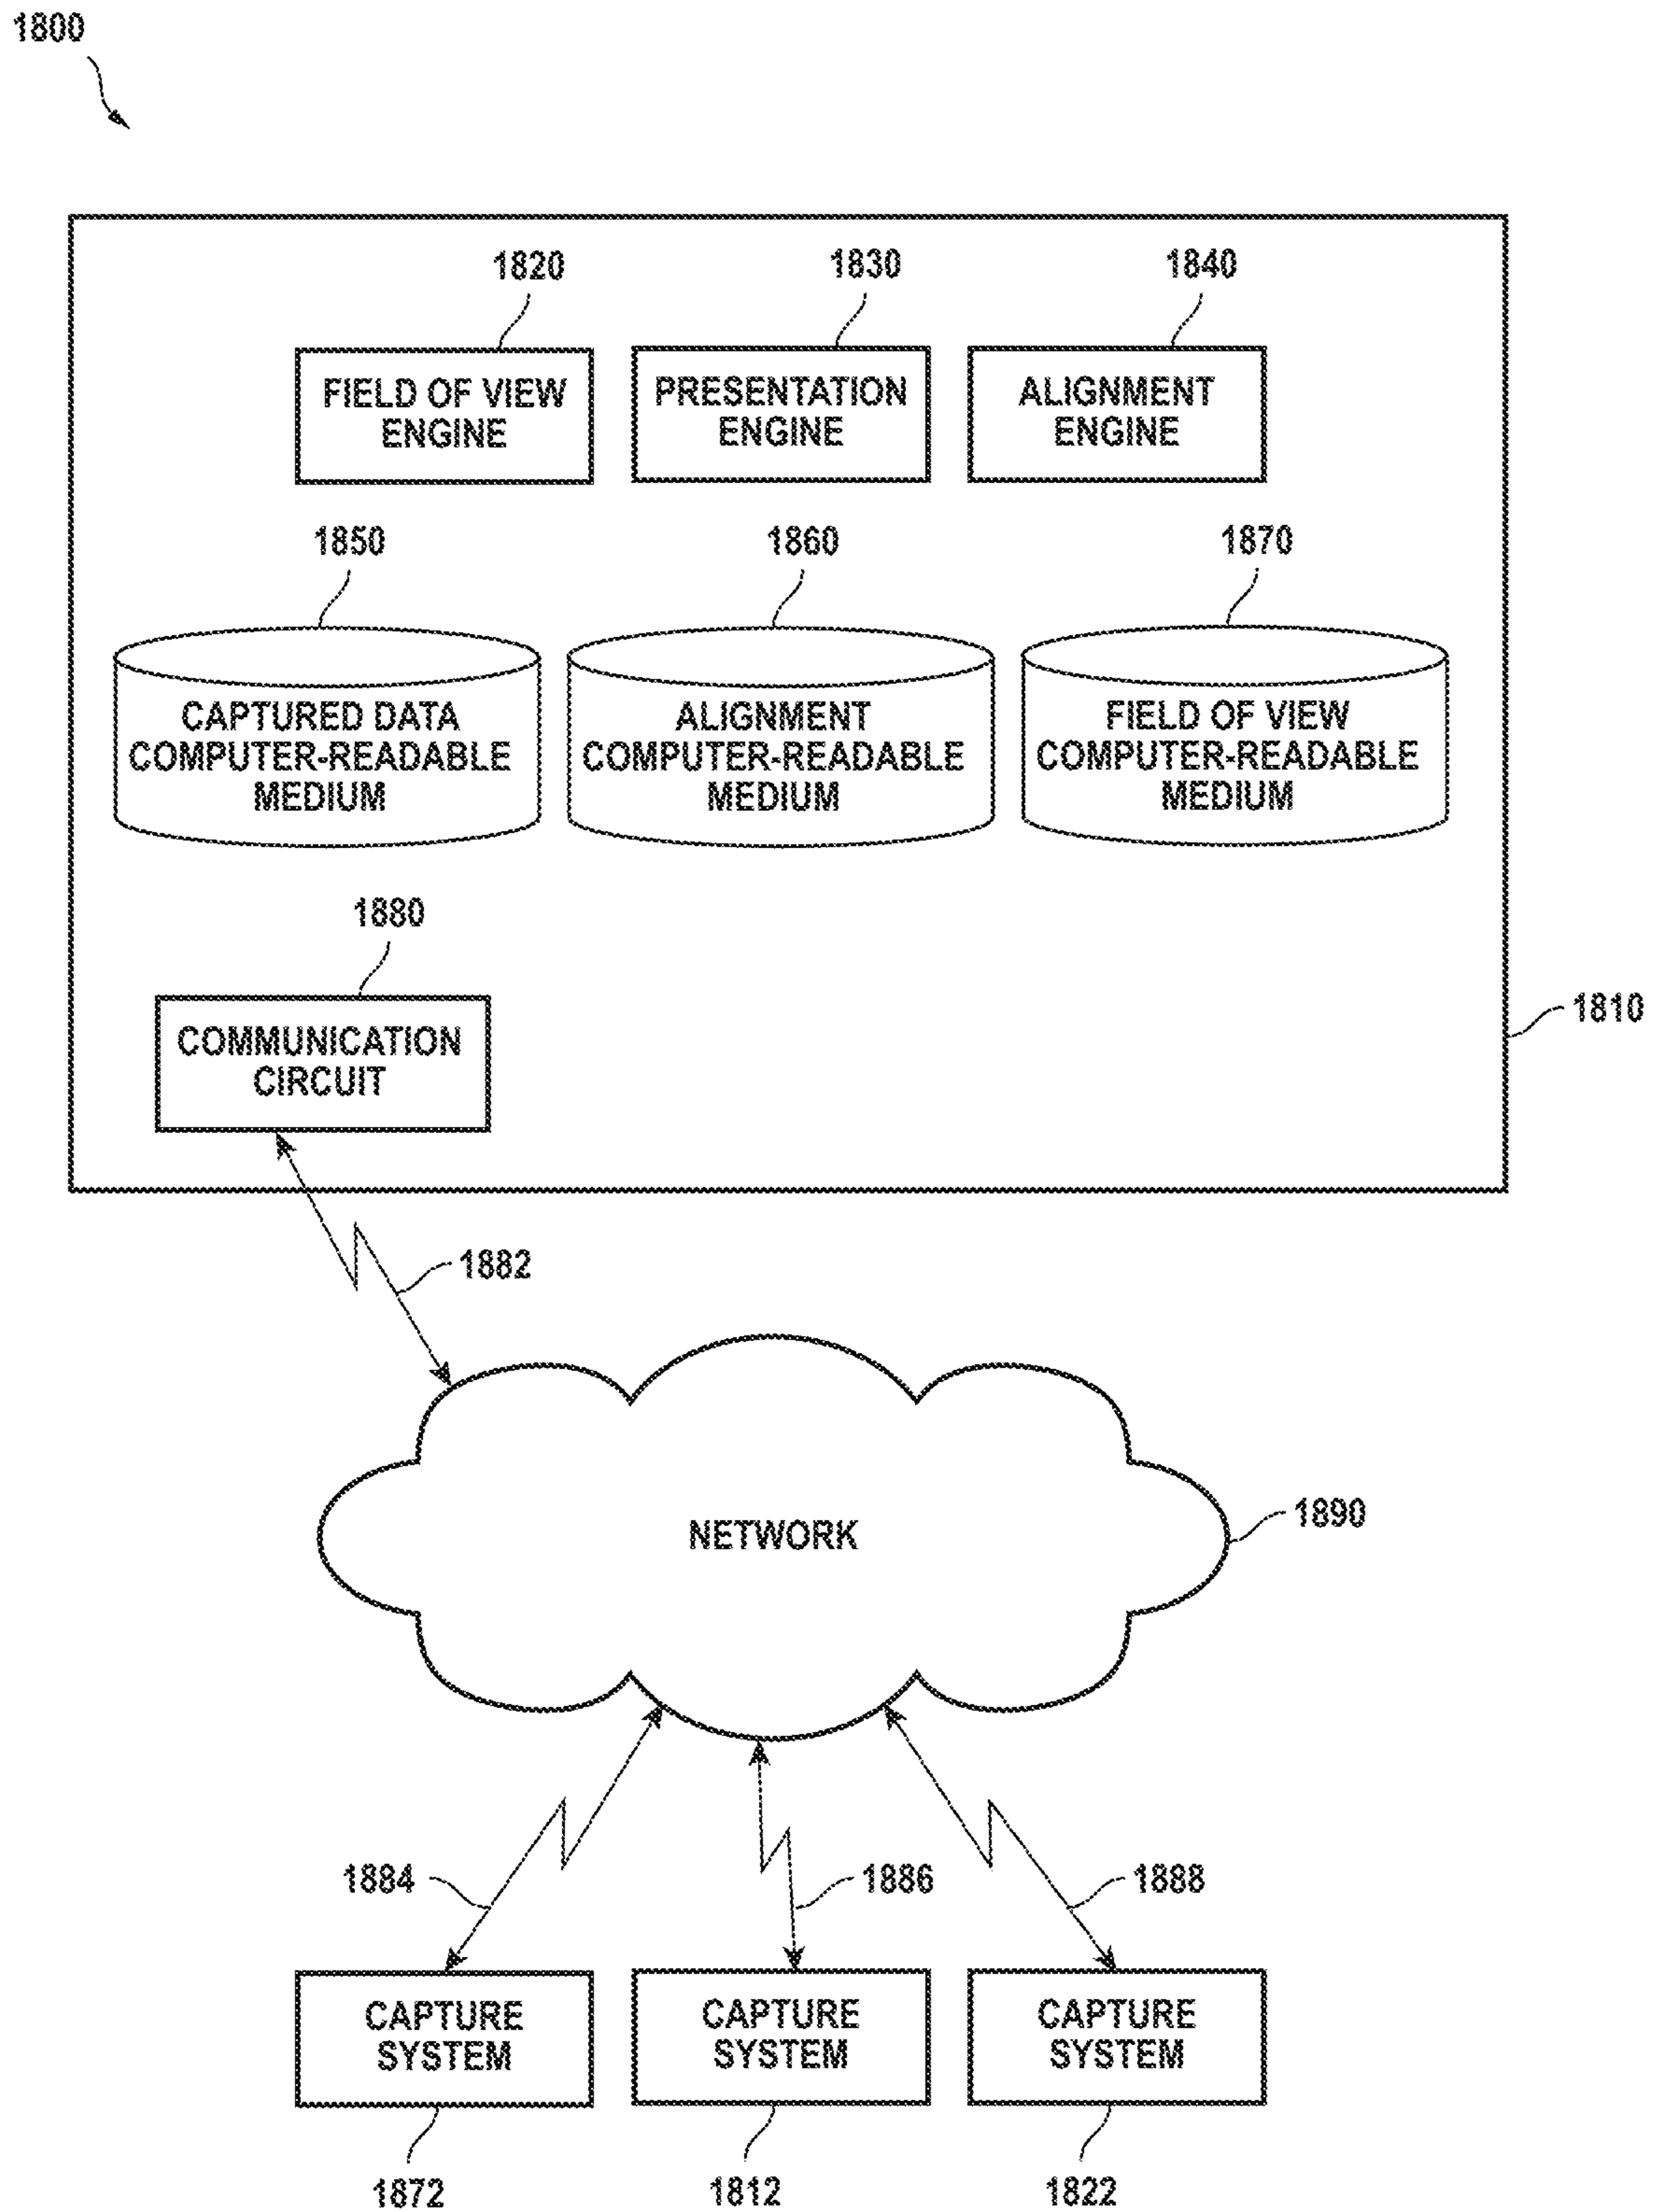 1800
1820
1830
1840
FIELD OF VIEW
ENGINE
PRESENTATION
ENGINE
ALIGNMENT
ENGINE
1850
1860
1870
CAPTURED DATA
COMPUTER-READABLE
MEDIUM
ALIGNMENT
COMPUTER-READABLE
MEDIUM
FIELD OF VIEW
COMPUTER-READABLE
MEDIUM
1880
COMMUNICATION
CIRCUIT
1810
1882
NETWORK
1890
1884
1886
1888
CAPTURE
SYSTEM
CAPTURE
SYSTEM
CAPTURE
SYSTEM
1872
1812
1822